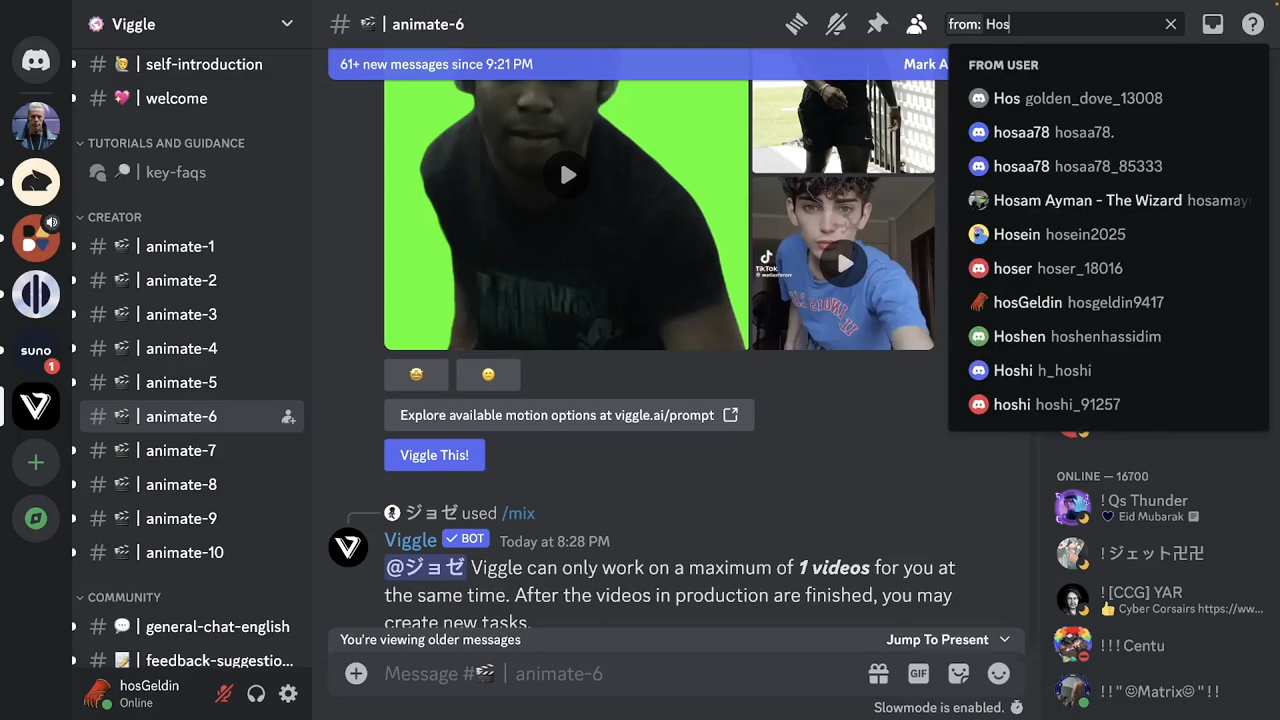 Viggle
# 🎬 | animate-6
from: Hos
# 🙋 | self-introduction
# 💖 | welcome
TUTORIALS AND GUIDANCE
🔎 | key-faqs
CREATOR
# 🎬 | animate-1
# 🎬 | animate-2
# 🎬 | animate-3
# 🎬 | animate-4
# 🎬 | animate-5
# 🎬 | animate-6
# 🎬 | animate-7
# 🎬 | animate-8
# 🎬 | animate-9
# 🎬 | animate-10
COMMUNITY
# 💬 | general-chat-english
# 📝 | feedback-suggestio...
suno
1
hosGeldin
Online
61+ new messages since 9:21 PM
Mark A
TikTok
Explore available motion options at viggle.ai/prompt
Viggle This!
ジョゼ used /mix
Viggle ✓ BOT Today at 8:28 PM
@ジョゼ Viggle can only work on a maximum of 1 videos for you at
the same time. After the videos in production are finished, you may
create new tasks.
You're viewing older messages
Jump To Present
Message #🎬 | animate-6
GIF
Slowmode is enabled.
FROM USER
Hos golden_dove_13008
hosaa78 hosaa78.
hosaa78 hosaa78_85333
Hosam Ayman - The Wizard hosamay
Hosein hosein2025
hoser hoser_18016
hosGeldin hosgeldin9417
Hoshen hoshenhassidim
Hoshi h_hoshi
hoshi hoshi_91257
ONLINE — 16700
! Qs Thunder
Eid Mubarak
! ジェット卍卍
! [CCG] YAR
👍 Cyber Corsairs https://ww...
! ! ! Centu
! ! " ☺Matrix☺ " ! !